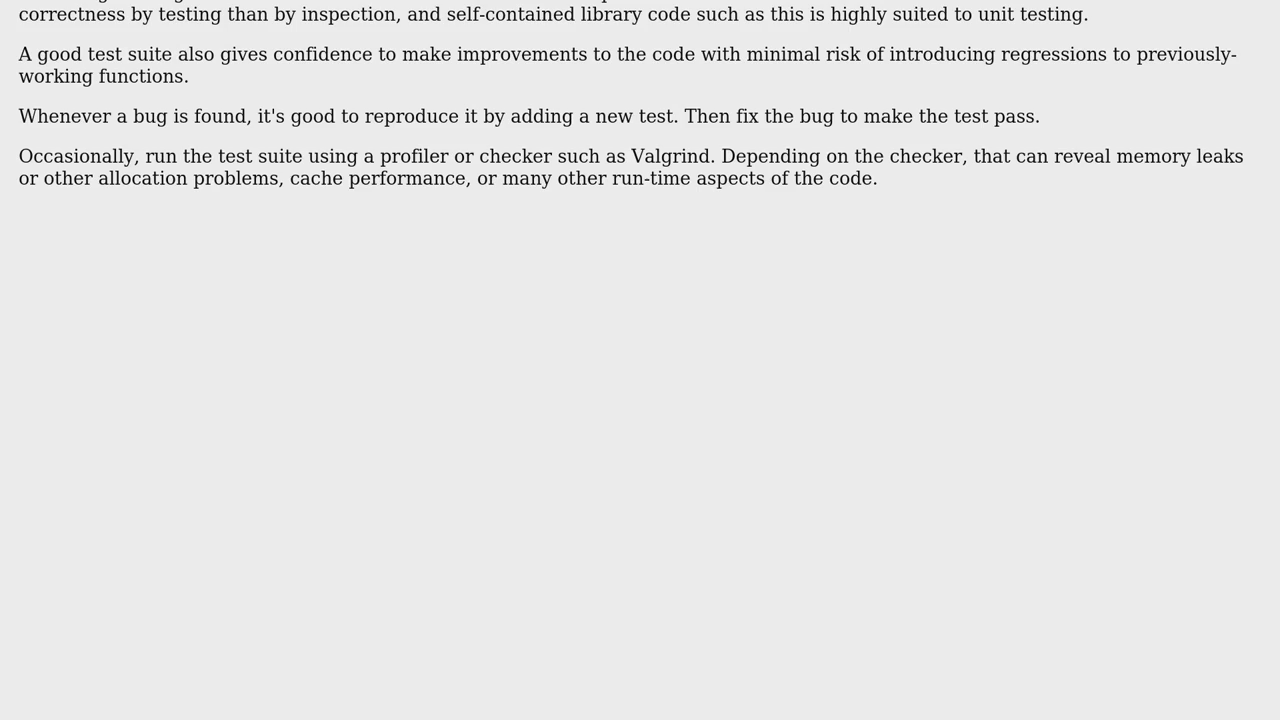 correctness by testing than by inspection, and self-contained library code such as this is highly suited to unit testing.
A good test suite also gives confidence to make improvements to the code with minimal risk of introducing regressions to previously-
working functions.
Whenever a bug is found, it's good to reproduce it by adding a new test. Then fix the bug to make the test pass.
Occasionally, run the test suite using a profiler or checker such as Valgrind. Depending on the checker, that can reveal memory leaks
or other allocation problems, cache performance, or many other run-time aspects of the code.